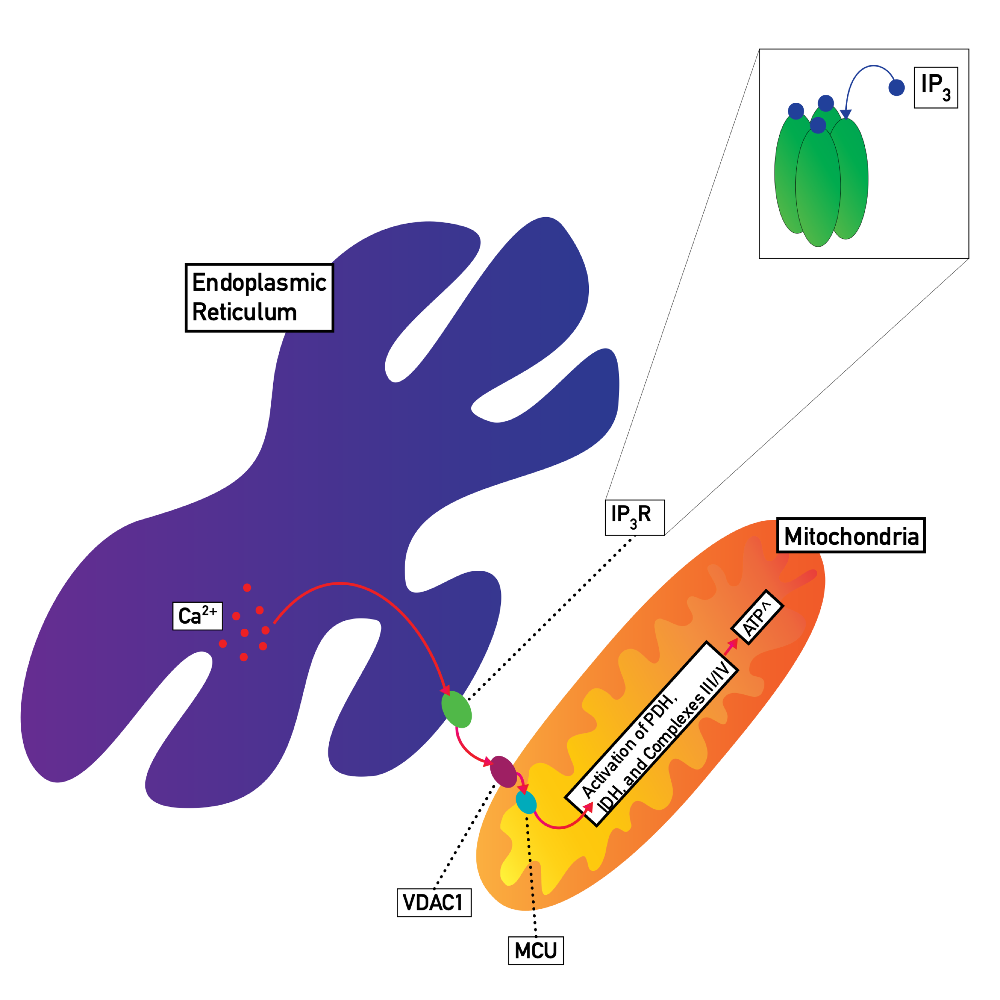 IP₃
Endoplasmic
Reticulum
IP₃R
Mitochondria
Ca²⁺
ATP^
Activation of PDH,
IDH, and Complexes III/IV
VDAC1
MCU